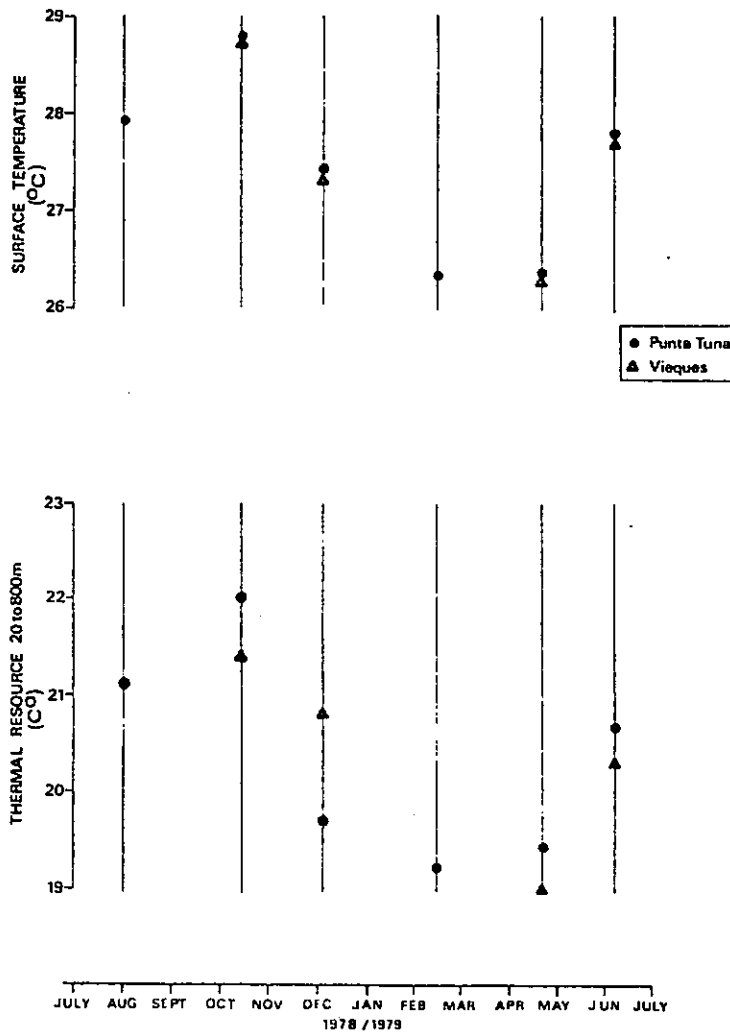 SURFACE TEMPERATURE
(°C)
29
28
27
26
● Punta Tuna
▲ Vieques
THERMAL RESOURCE 20 to 800m
(C°)
23
22
21
20
19
JULY AUG SEPT OCT NOV DEC JAN FEB MAR APR MAY JUN JULY
1978 / 1979